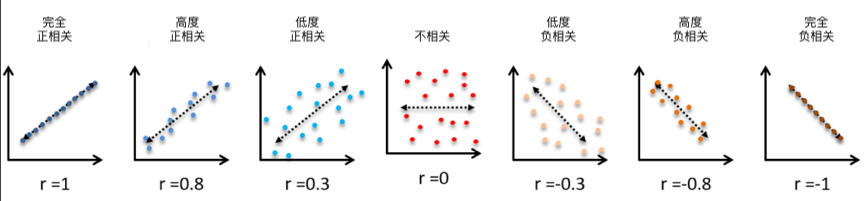 完全
正相关
高度
正相关
低度
正相关
不相关
低度
负相关
高度
负相关
完全
负相关
r =1
r =0.8
r =0.3
r =0
r =-0.3
r =-0.8
r =-1